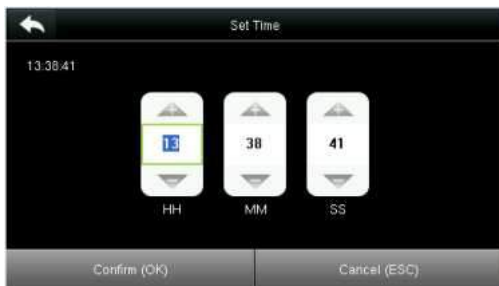 Set Time
13:38:41
13 38 41
HH MM SS
Confirm (OK) Cancel (ESC)